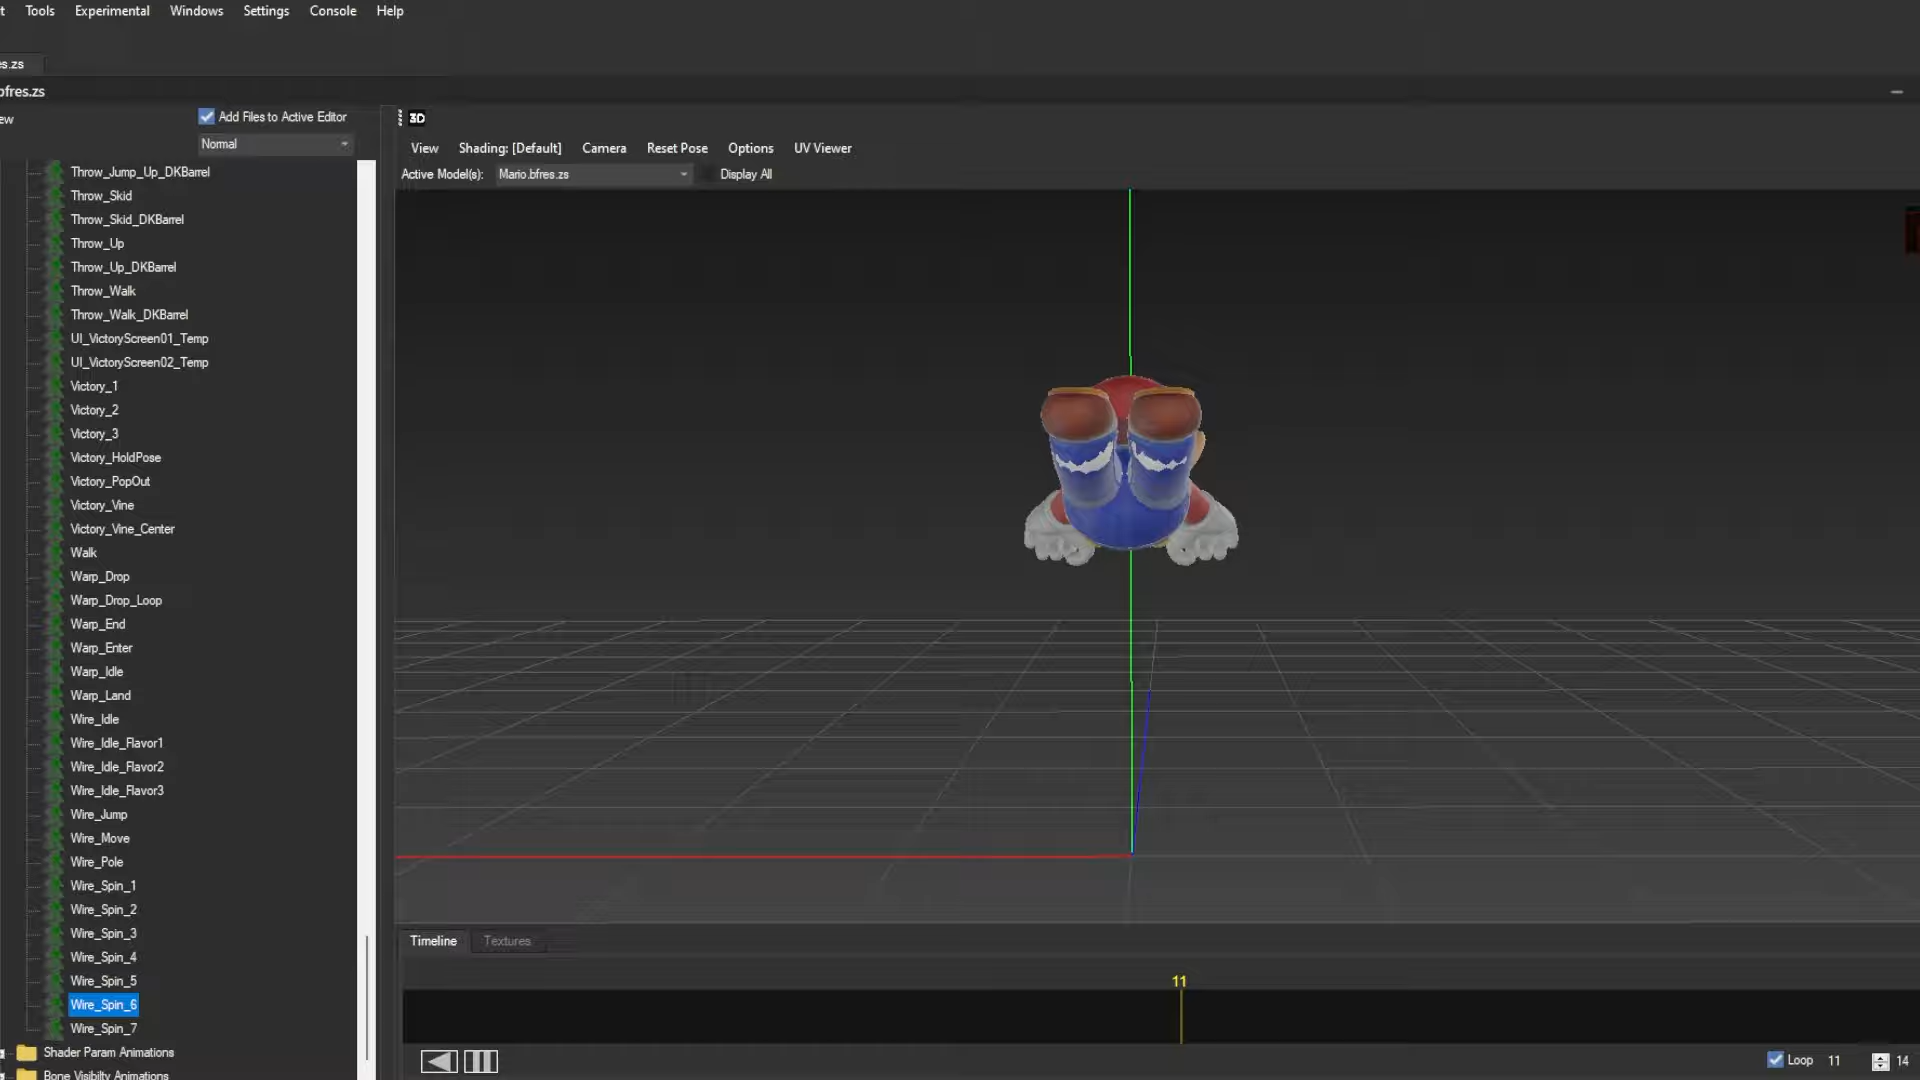 t Tools Experimental Windows Settings Console Help
es.zs
bfres.zs
ew
Add Files to Active Editor
Normal
Throw_Jump_Up_DKBarrel
Throw_Skid
Throw_Skid_DKBarrel
Throw_Up
Throw_Up_DKBarrel
Throw_Walk
Throw_Walk_DKBarrel
UI_VictoryScreen01_Temp
UI_VictoryScreen02_Temp
Victory_1
Victory_2
Victory_3
Victory_HoldPose
Victory_PopOut
Victory_Vine
Victory_Vine_Center
Walk
Warp_Drop
Warp_Drop_Loop
Warp_End
Warp_Enter
Warp_Idle
Warp_Land
Wire_Idle
Wire_Idle_Flavor1
Wire_Idle_Flavor2
Wire_Idle_Flavor3
Wire_Jump
Wire_Move
Wire_Pole
Wire_Spin_1
Wire_Spin_2
Wire_Spin_3
Wire_Spin_4
Wire_Spin_5
Wire_Spin_6
Wire_Spin_7
Shader Param Animations
Bone Visibilty Animations
3D
View Shading: [Default] Camera Reset Pose Options UV Viewer
Active Model(s): Mario.bfres.zs Display All
Timeline Textures
11
Loop 11 14